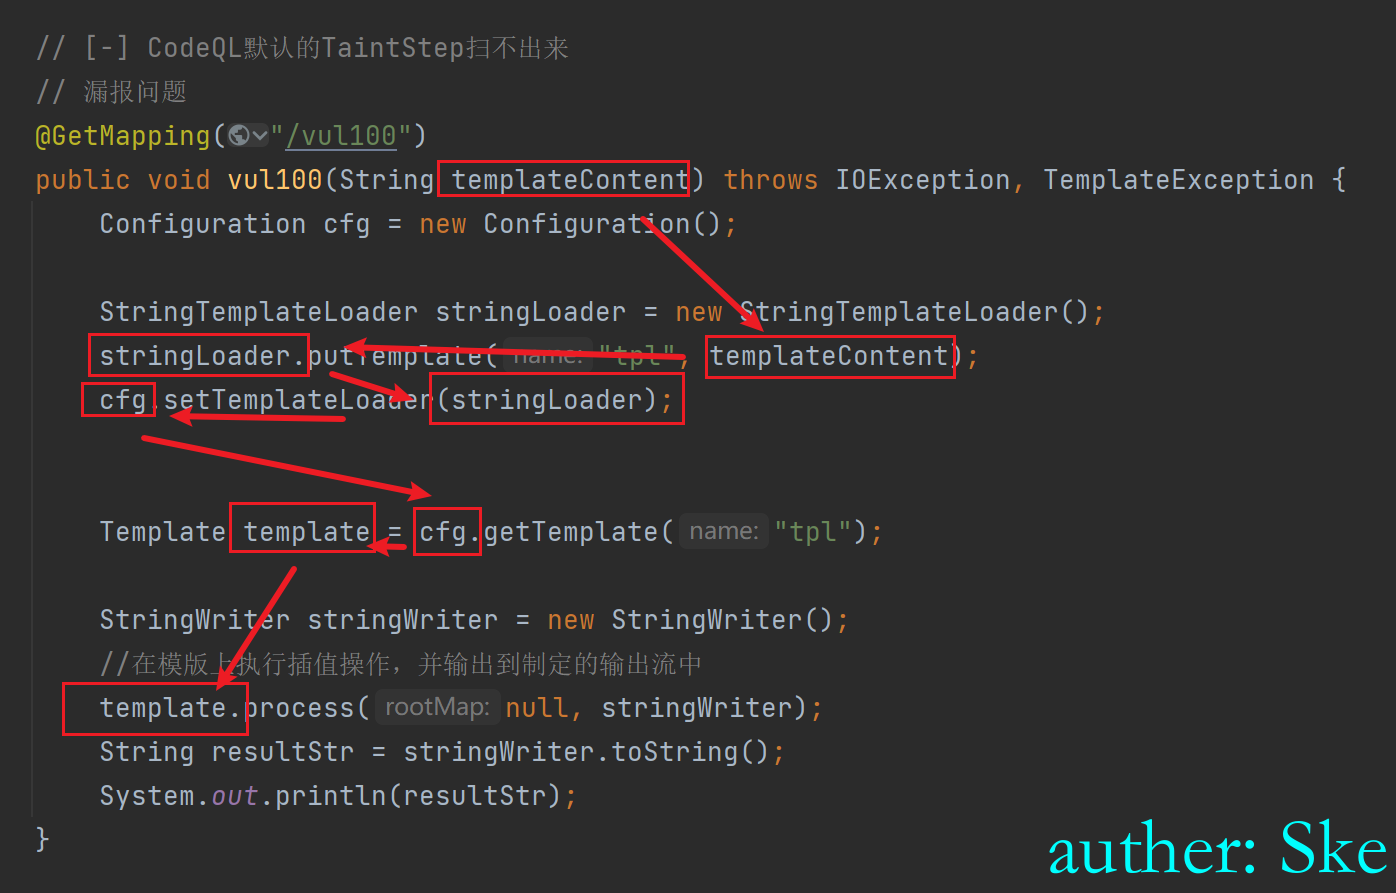 // [-] CodeQL默认的TaintStep扫不出来
// 漏报问题
@GetMapping("/vul100")
public void vul100(String templateContent) throws IOException, TemplateException {
Configuration cfg = new Configuration();
StringTemplateLoader stringLoader = new StringTemplateLoader();
stringLoader.putTemplate( name: "tpl", templateContent);
cfg.setTemplateLoader(stringLoader);
Template template = cfg.getTemplate( name: "tpl");
StringWriter stringWriter = new StringWriter();
//在模版上执行插值操作，并输出到制定的输出流中
template.process( rootMap: null, stringWriter);
String resultStr = stringWriter.toString();
System.out.println(resultStr);
}
auther: Ske